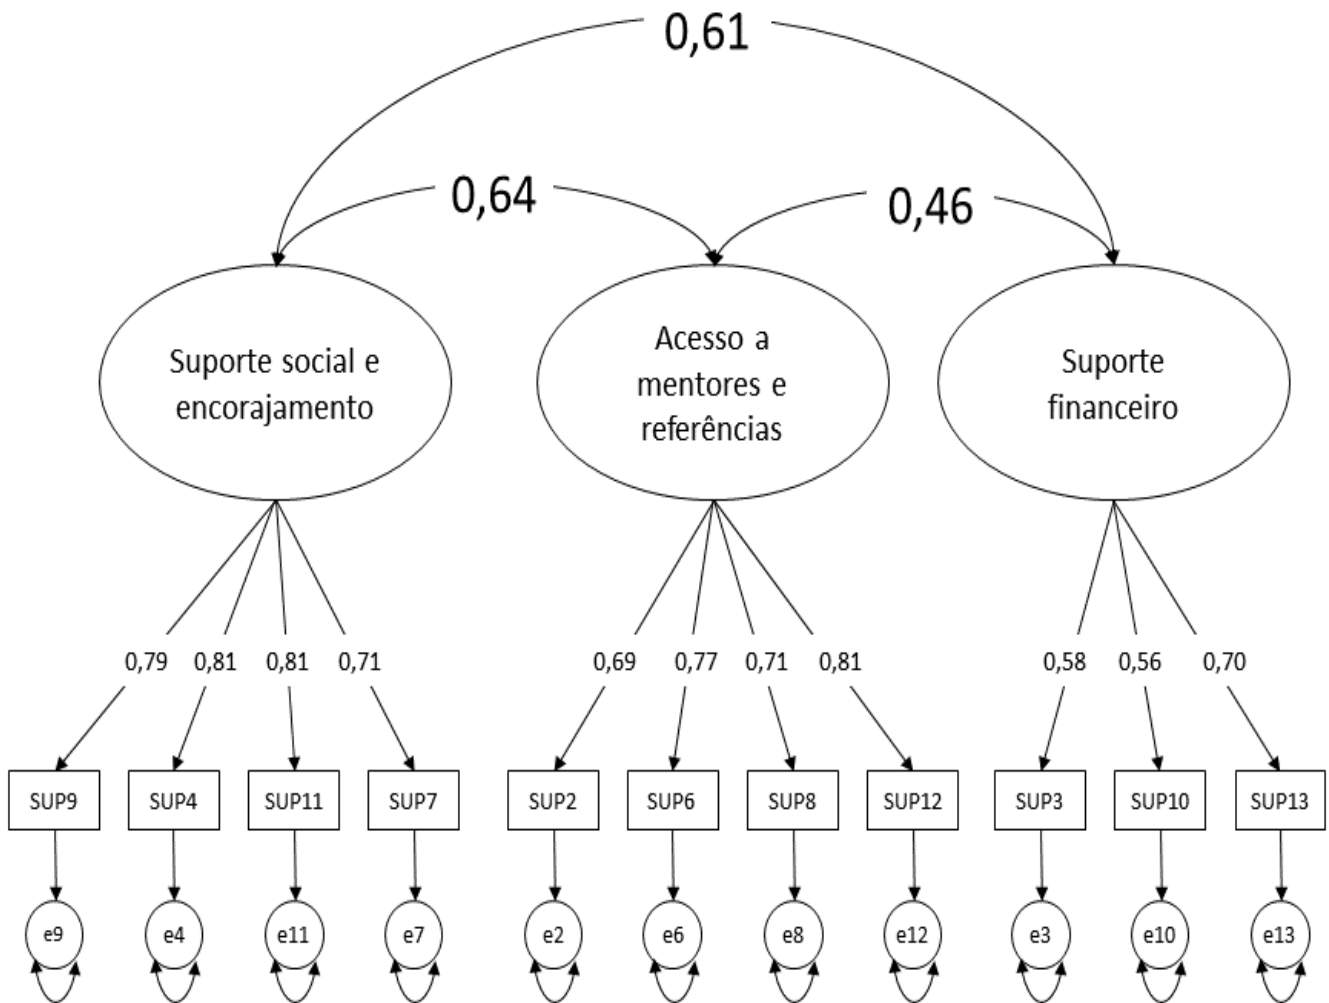 0,61
0,64
0,46
Suporte social e
encorajamento
Acesso a
mentores e
referências
Suporte
financeiro
0,79 0,81 0,81 0,71 0,69 0,77 0,71 0,81 0,58 0,56 0,70
SUP9 SUP4 SUP11 SUP7 SUP2 SUP6 SUP8 SUP12 SUP3 SUP10 SUP13
e9 e4 e11 e7 e2 e6 e8 e12 e3 e10 e13